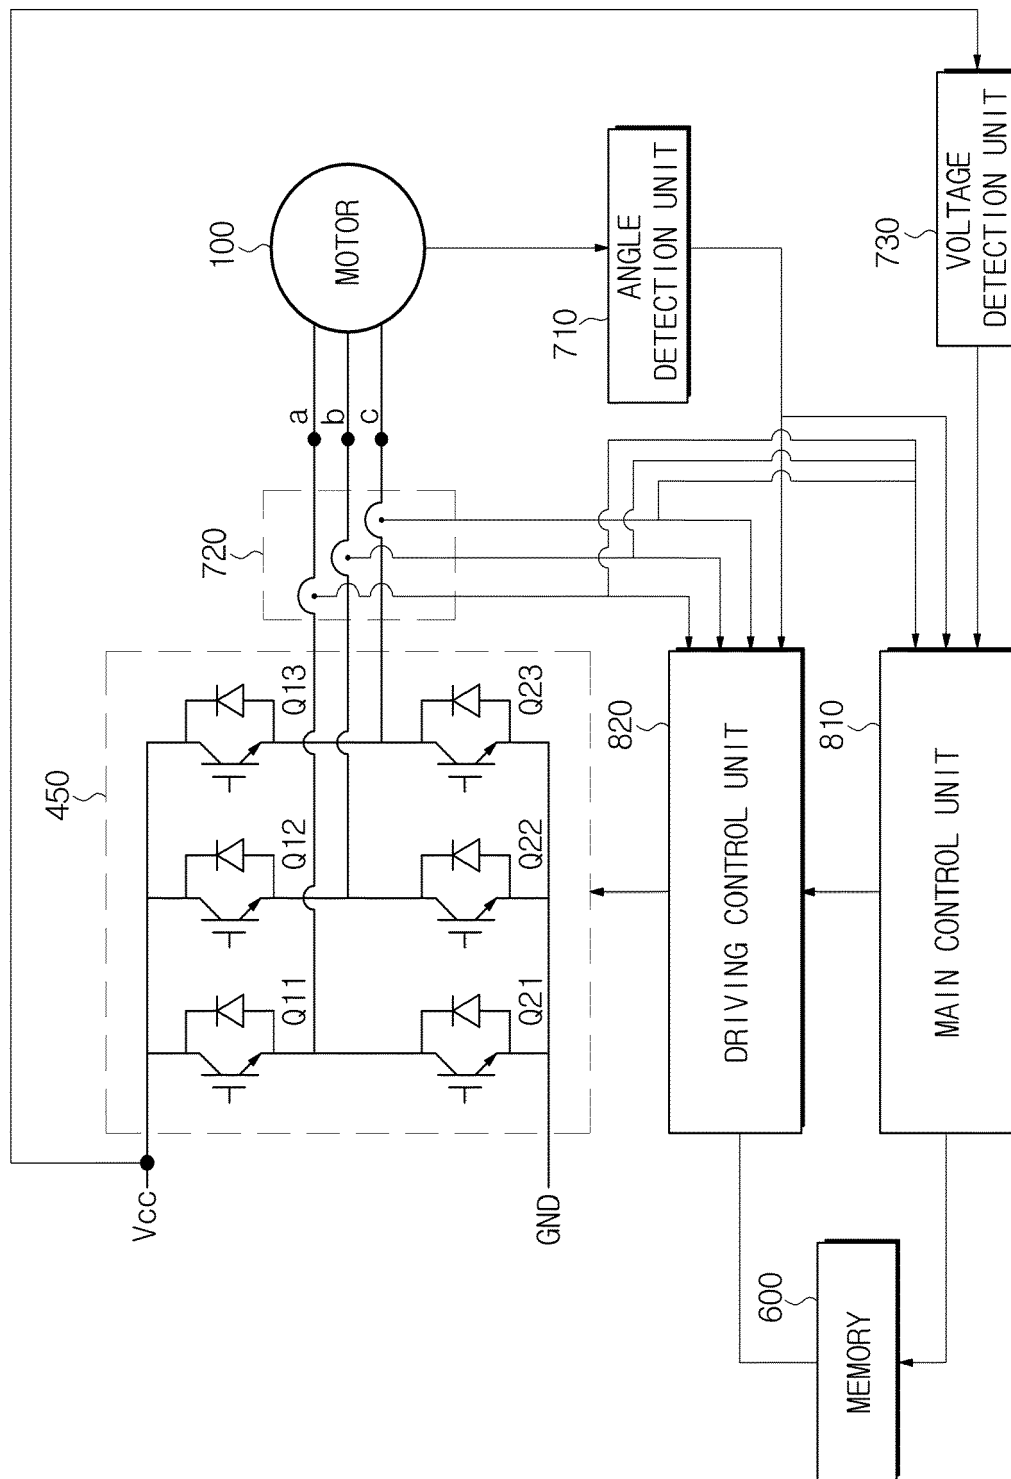 Vcc
GND
450
Q11
Q12
Q13
Q21
Q22
Q23
720
a
b
c
100
MOTOR
710
ANGLE
DETECTION UNIT
730
VOLTAGE
DETECTION UNIT
820
DRIVING CONTROL UNIT
810
MAIN CONTROL UNIT
600
MEMORY